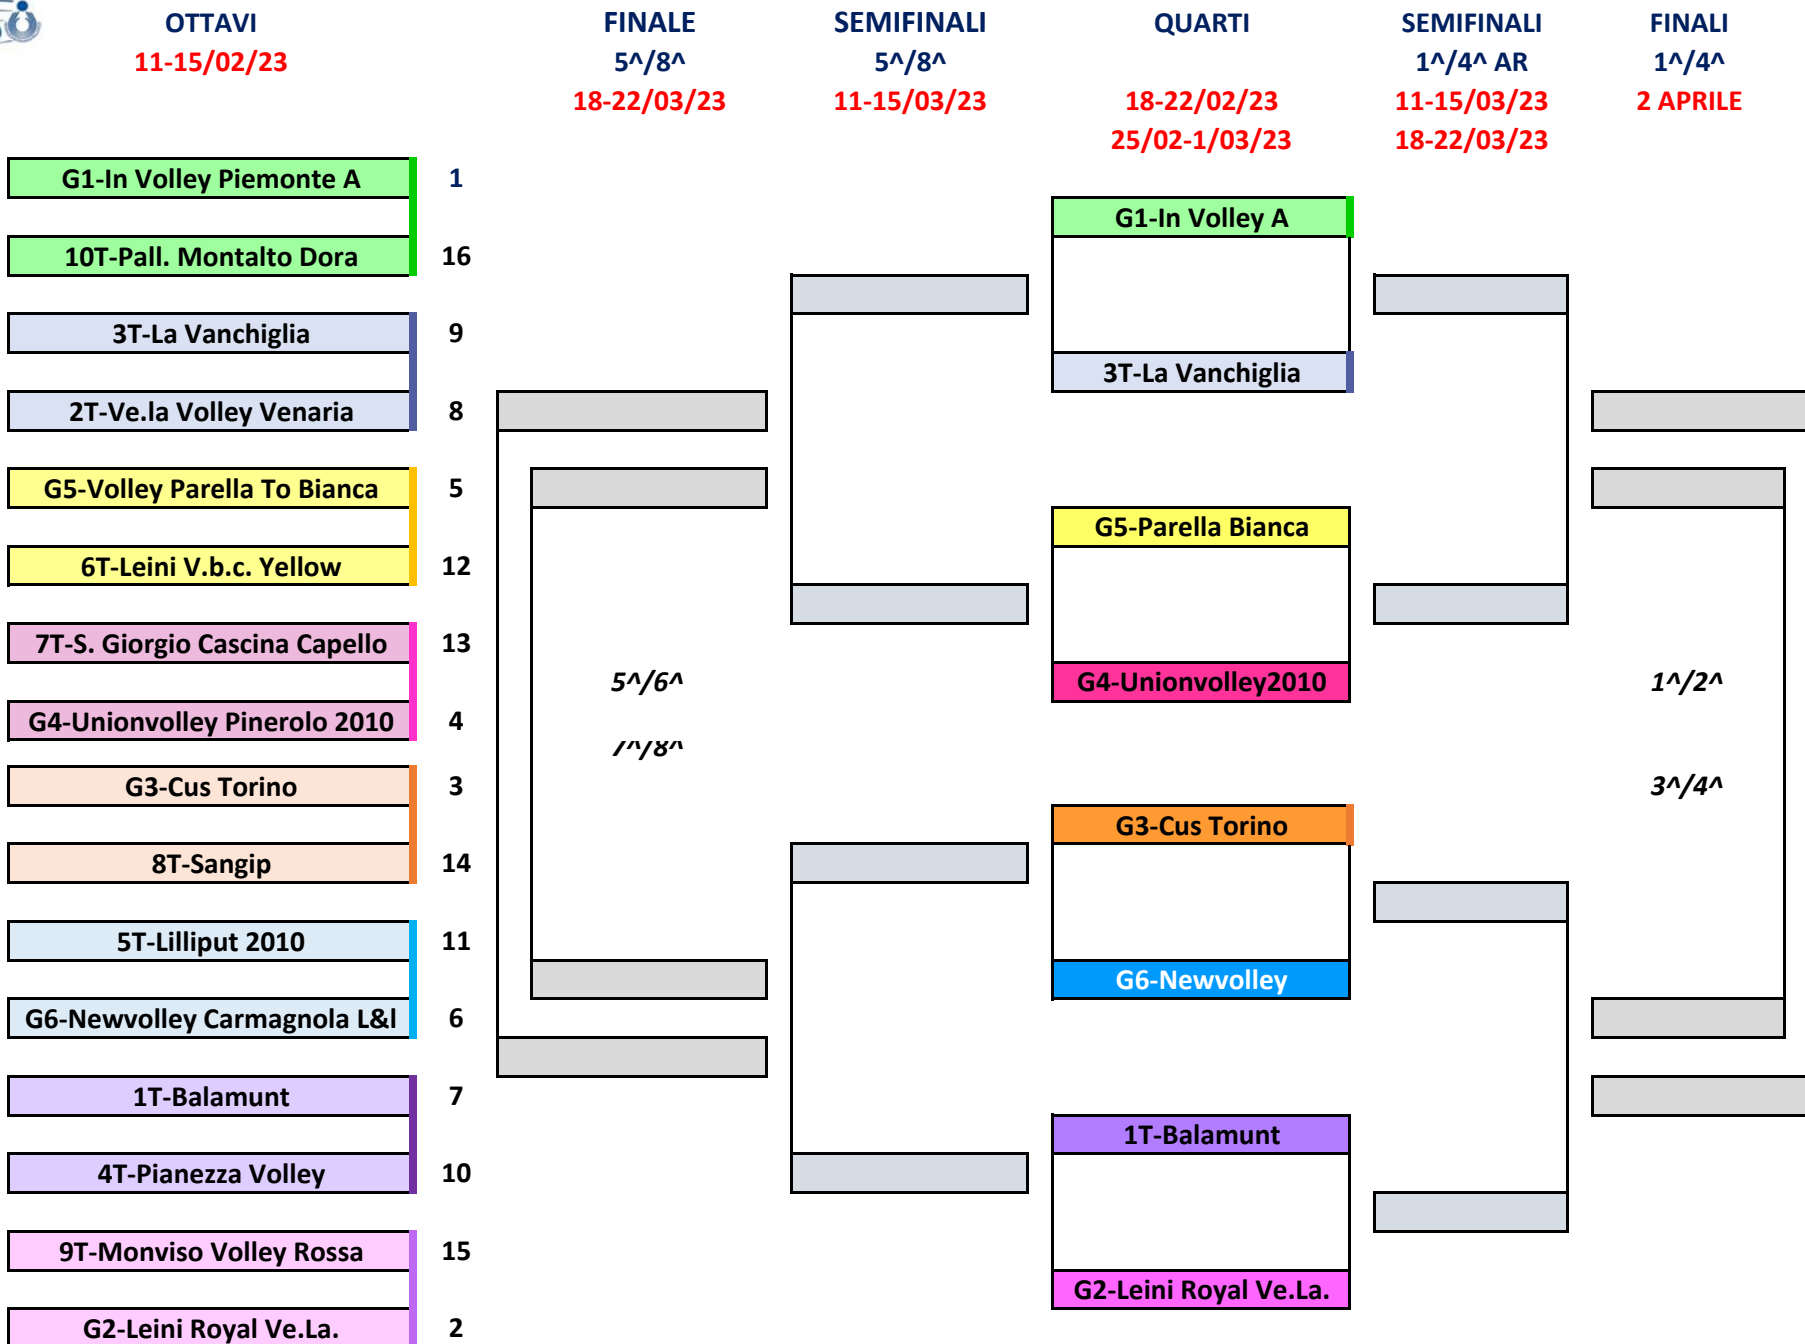 OTTAVI FINALE SEMIFINALI QUARTI SEMIFINALI FINALI
11-15/02/23 5^/8^ 5^/8^ 1^/4^ AR 1^/4^
18-22/03/23 11-15/03/23 18-22/02/23 11-15/03/23 2 APRILE
25/02-1/03/23 18-22/03/23
G1-In Volley Piemonte A 1
G1-In Volley A
10T-Pall. Montalto Dora 16
3T-La Vanchiglia 9
3T-La Vanchiglia
2T-Ve.la Volley Venaria 8
G5-Volley Parella To Bianca 5
G5-Parella Bianca
6T-Leini V.b.c. Yellow 12
7T-S. Giorgio Cascina Capello 13
5^/6^ G4-Unionvolley2010 1^/2^
G4-Unionvolley Pinerolo 2010 4
7^/8^
G3-Cus Torino 3 3^/4^
G3-Cus Torino
8T-Sangip 14
5T-Lilliput 2010 11
G6-Newvolley
G6-Newvolley Carmagnola L&l 6
1T-Balamunt 7
1T-Balamunt
4T-Pianezza Volley 10
9T-Monviso Volley Rossa 15
G2-Leini Royal Ve.La.
G2-Leini Royal Ve.La. 2